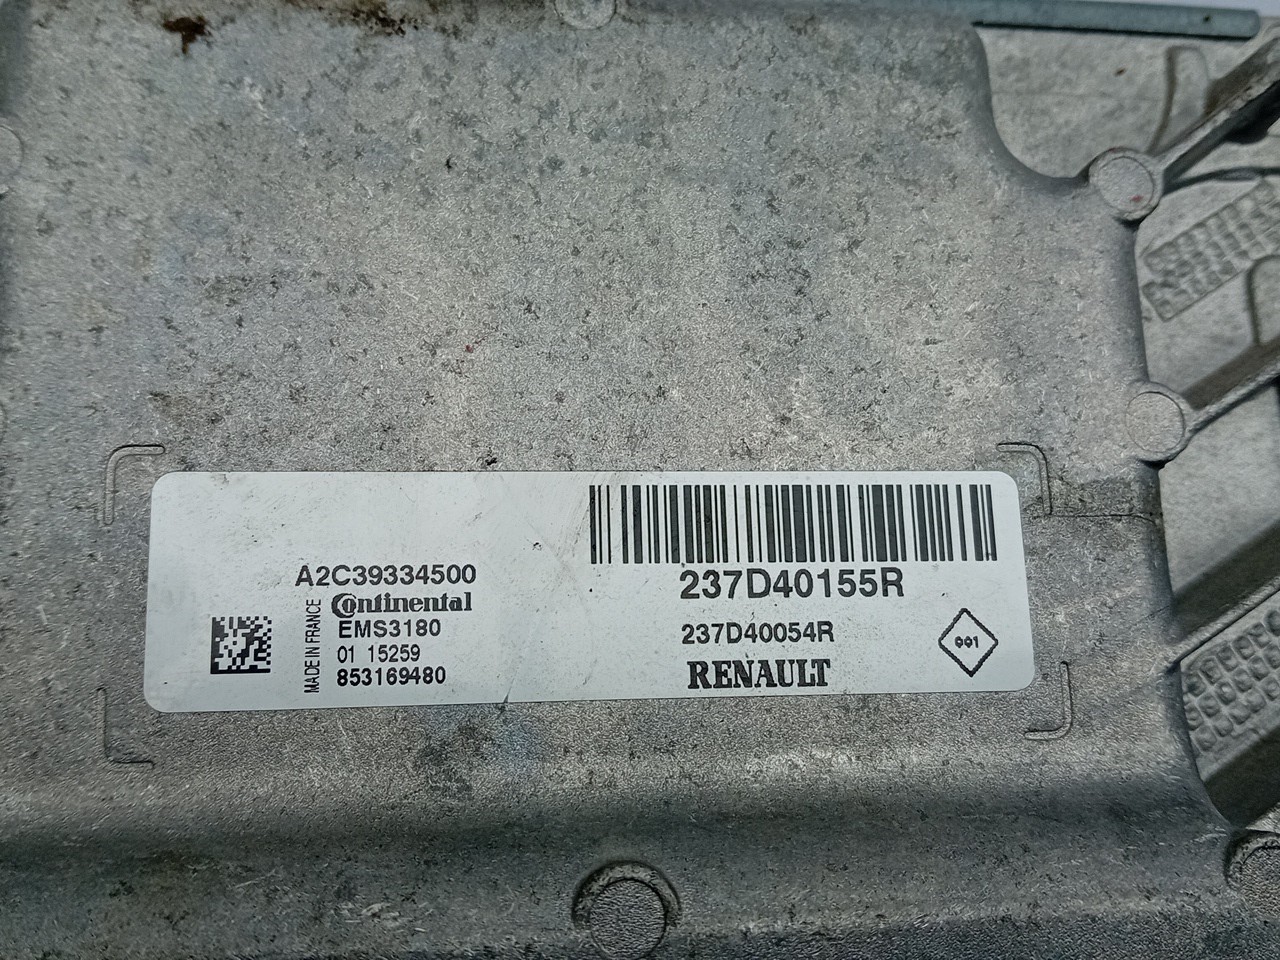 A2C39334500
Continental
EMS3180
01 15259
853169480
MADE IN FRANCE
237D40155R
237D40054R
RENAULT
001